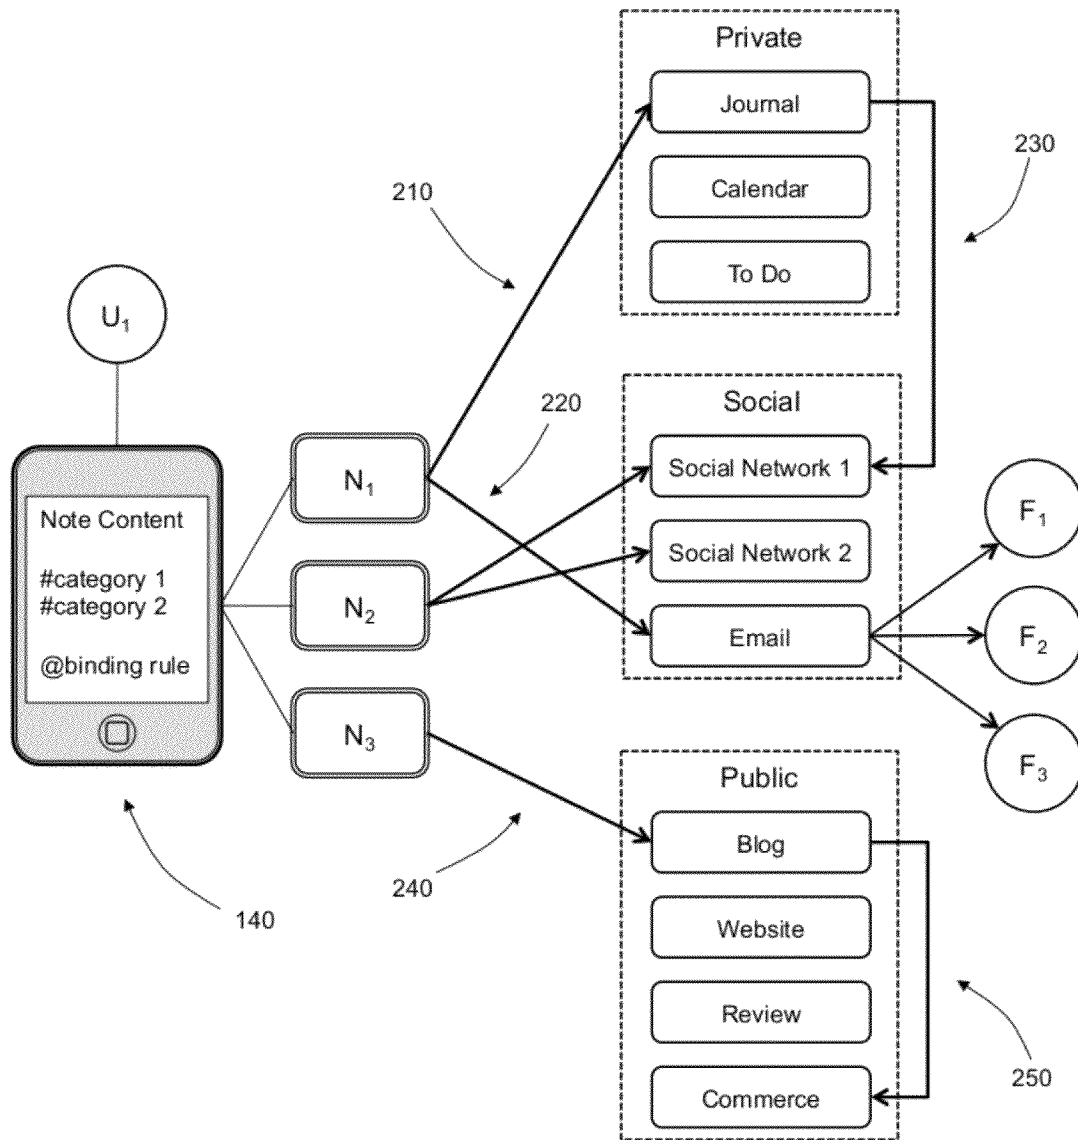 Private
Journal
230
Calendar
210
To Do
U₁
Social
220
Social Network 1
N₁
Note Content
F₁
Social Network 2
#category 1
#category 2
N₂
Email
F₂
@binding rule
N₃
F₃
Public
Blog
240
140
Website
Review
250
Commerce